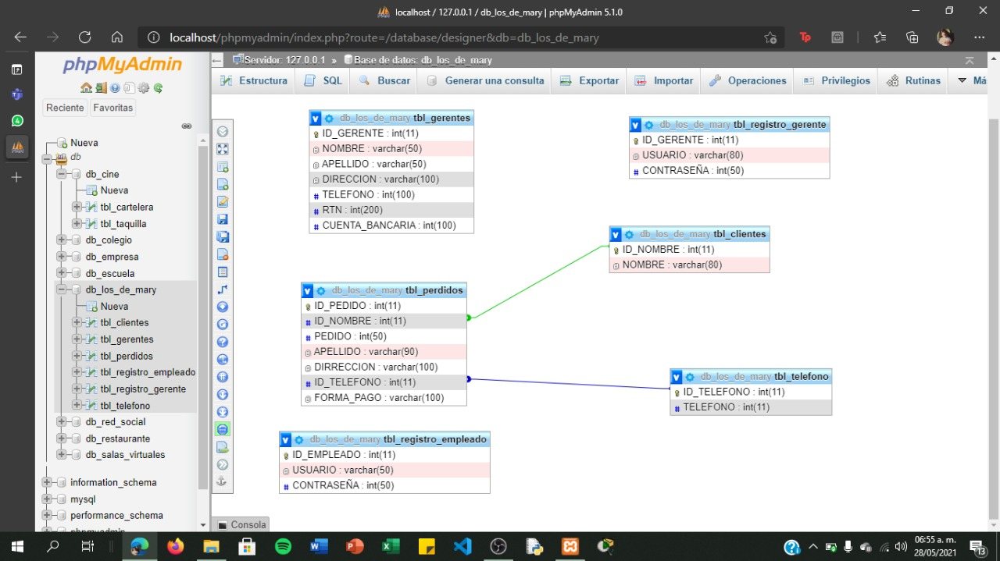 localhost / 127.0.0.1 / db_los_de_mary | phpMyAdmin 5.1.0
localhost/phpmyadmin/index.php?route=/database/designer&db=db_los_de_mary
phpMyAdmin
Reciente Favoritas
Nueva
db
db_cine
Nueva
tbl_cartelera
tbl_taquilla
db_colegio
db_empresa
db_escuela
db_los_de_mary
Nueva
tbl_clientes
tbl_gerentes
tbl_perdidos
tbl_registro_empleado
tbl_registro_gerente
tbl_telefono
db_red_social
db_restaurante
db_salas_virtuales
information_schema
mysql
performance_schema
phpmyadmin
Servidor: 127.0.0.1 » Base de datos: db_los_de_mary
Estructura SQL Buscar Generar una consulta Exportar Importar Operaciones Privilegios Rutinas Má
db_los_de_mary tbl_gerentes
ID_GERENTE : int(11)
NOMBRE : varchar(50)
APELLIDO : varchar(50)
DIRECCION : varchar(100)
TELEFONO : int(100)
RTN : int(200)
CUENTA_BANCARIA : int(100)
db_los_de_mary tbl_registro_gerente
ID_GERENTE : int(11)
USUARIO : varchar(80)
CONTRASEÑA : int(50)
db_los_de_mary tbl_clientes
ID_NOMBRE : int(11)
NOMBRE : varchar(80)
db_los_de_mary tbl_perdidos
ID_PEDIDO : int(11)
ID_NOMBRE : int(11)
PEDIDO : int(50)
APELLIDO : varchar(90)
DIRRECCION : varchar(100)
ID_TELEFONO : int(11)
FORMA_PAGO : varchar(100)
db_los_de_mary tbl_telefono
ID_TELEFONO : int(11)
TELEFONO : int(11)
db_los_de_mary tbl_registro_empleado
ID_EMPLEADO : int(11)
USUARIO : varchar(50)
CONTRASEÑA : int(50)
Consola
06:55 a. m.
28/05/2021
13